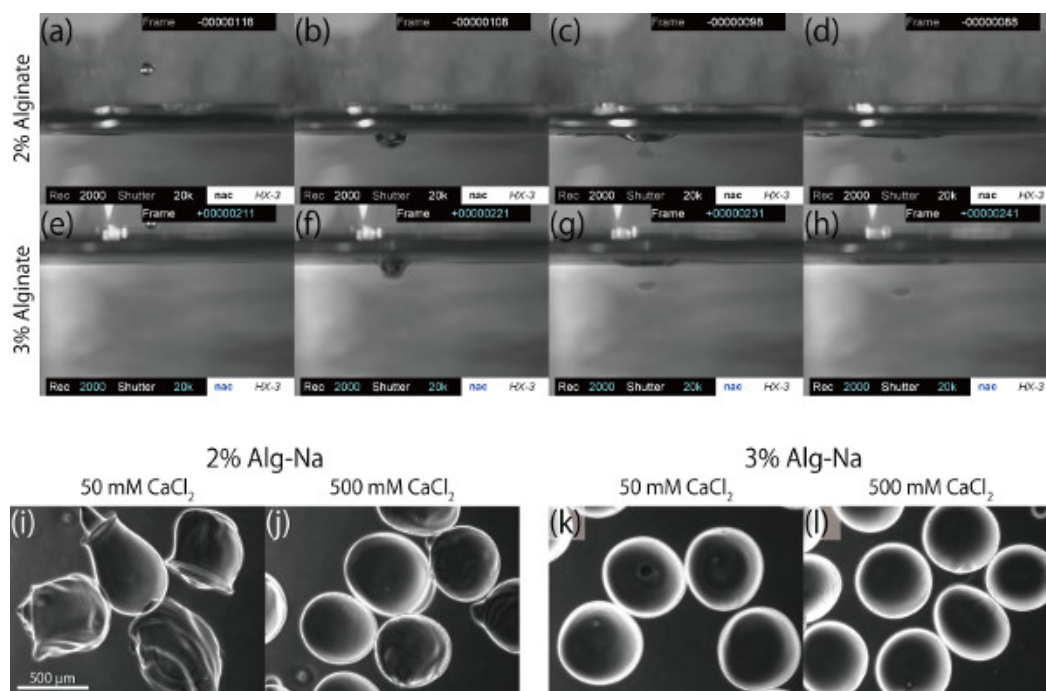 2% Alginate
(a)
Frame -00000118
(b)
Frame -00000108
(c)
Frame -00000098
(d)
Frame -00000088
Rec 2000 Shutter 20k nac HX-3
Rec 2000 Shutter 20k nac HX-3
Rec 2000 Shutter 20k nac HX-3
Rec 2000 Shutter 20k nac HX-3
3% Alginate
(e)
Frame +00000211
(f)
Frame +00000221
(g)
Frame +00000231
(h)
Frame +00000241
Rec 2000 Shutter 20k nac HX-3
Rec 2000 Shutter 20k nac HX-3
Rec 2000 Shutter 20k nac HX-3
Rec 2000 Shutter 20k nac HX-3
2% Alg-Na
3% Alg-Na
50 mM CaCl₂
500 mM CaCl₂
50 mM CaCl₂
500 mM CaCl₂
(i)
(j)
(k)
(l)
500 µm